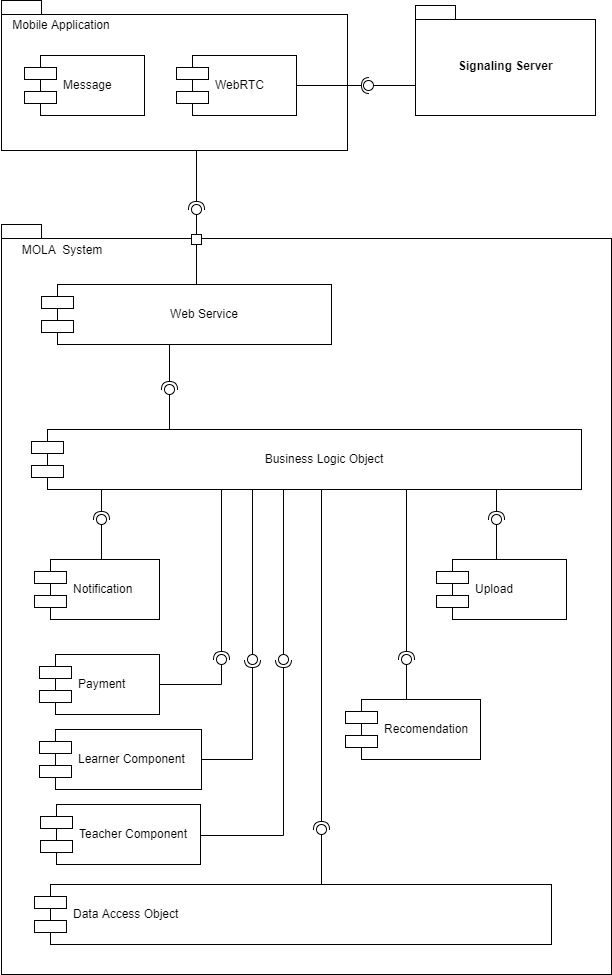 Mobile Application
Message
WebRTC
Signaling Server
MOLA System
Web Service
Business Logic Object
Notification
Upload
Payment
Recomendation
Learner Component
Teacher Component
Data Access Object